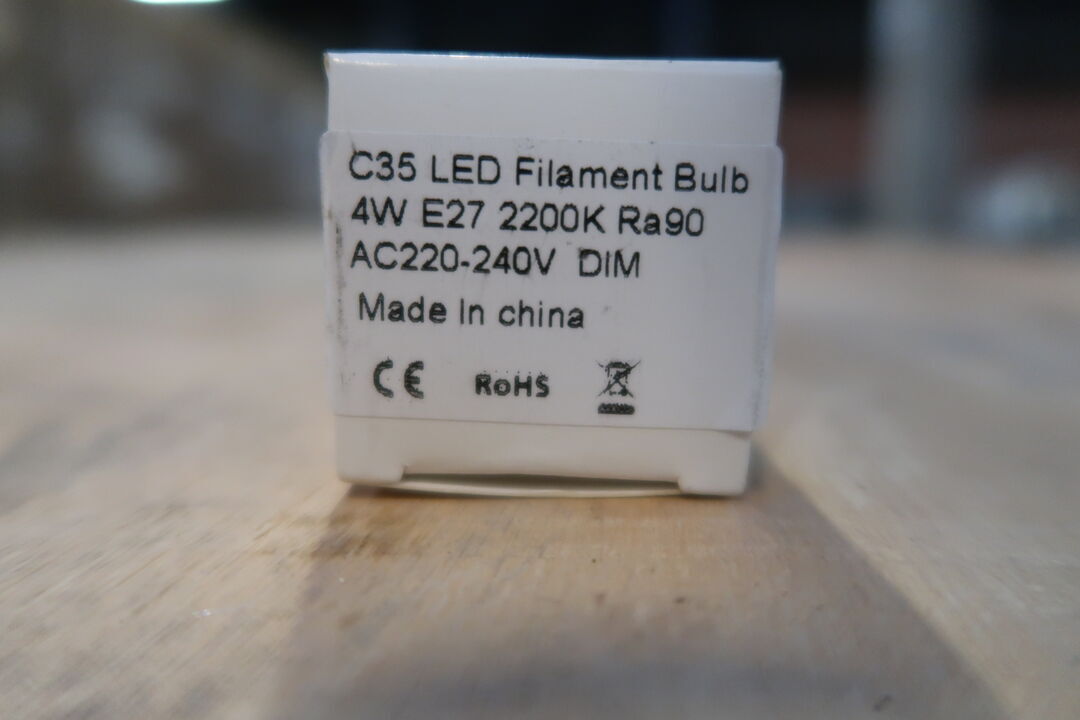 C35 LED Filament Bulb
4W E27 2200K Ra90
AC220-240V DIM
Made In china
CE RoHS